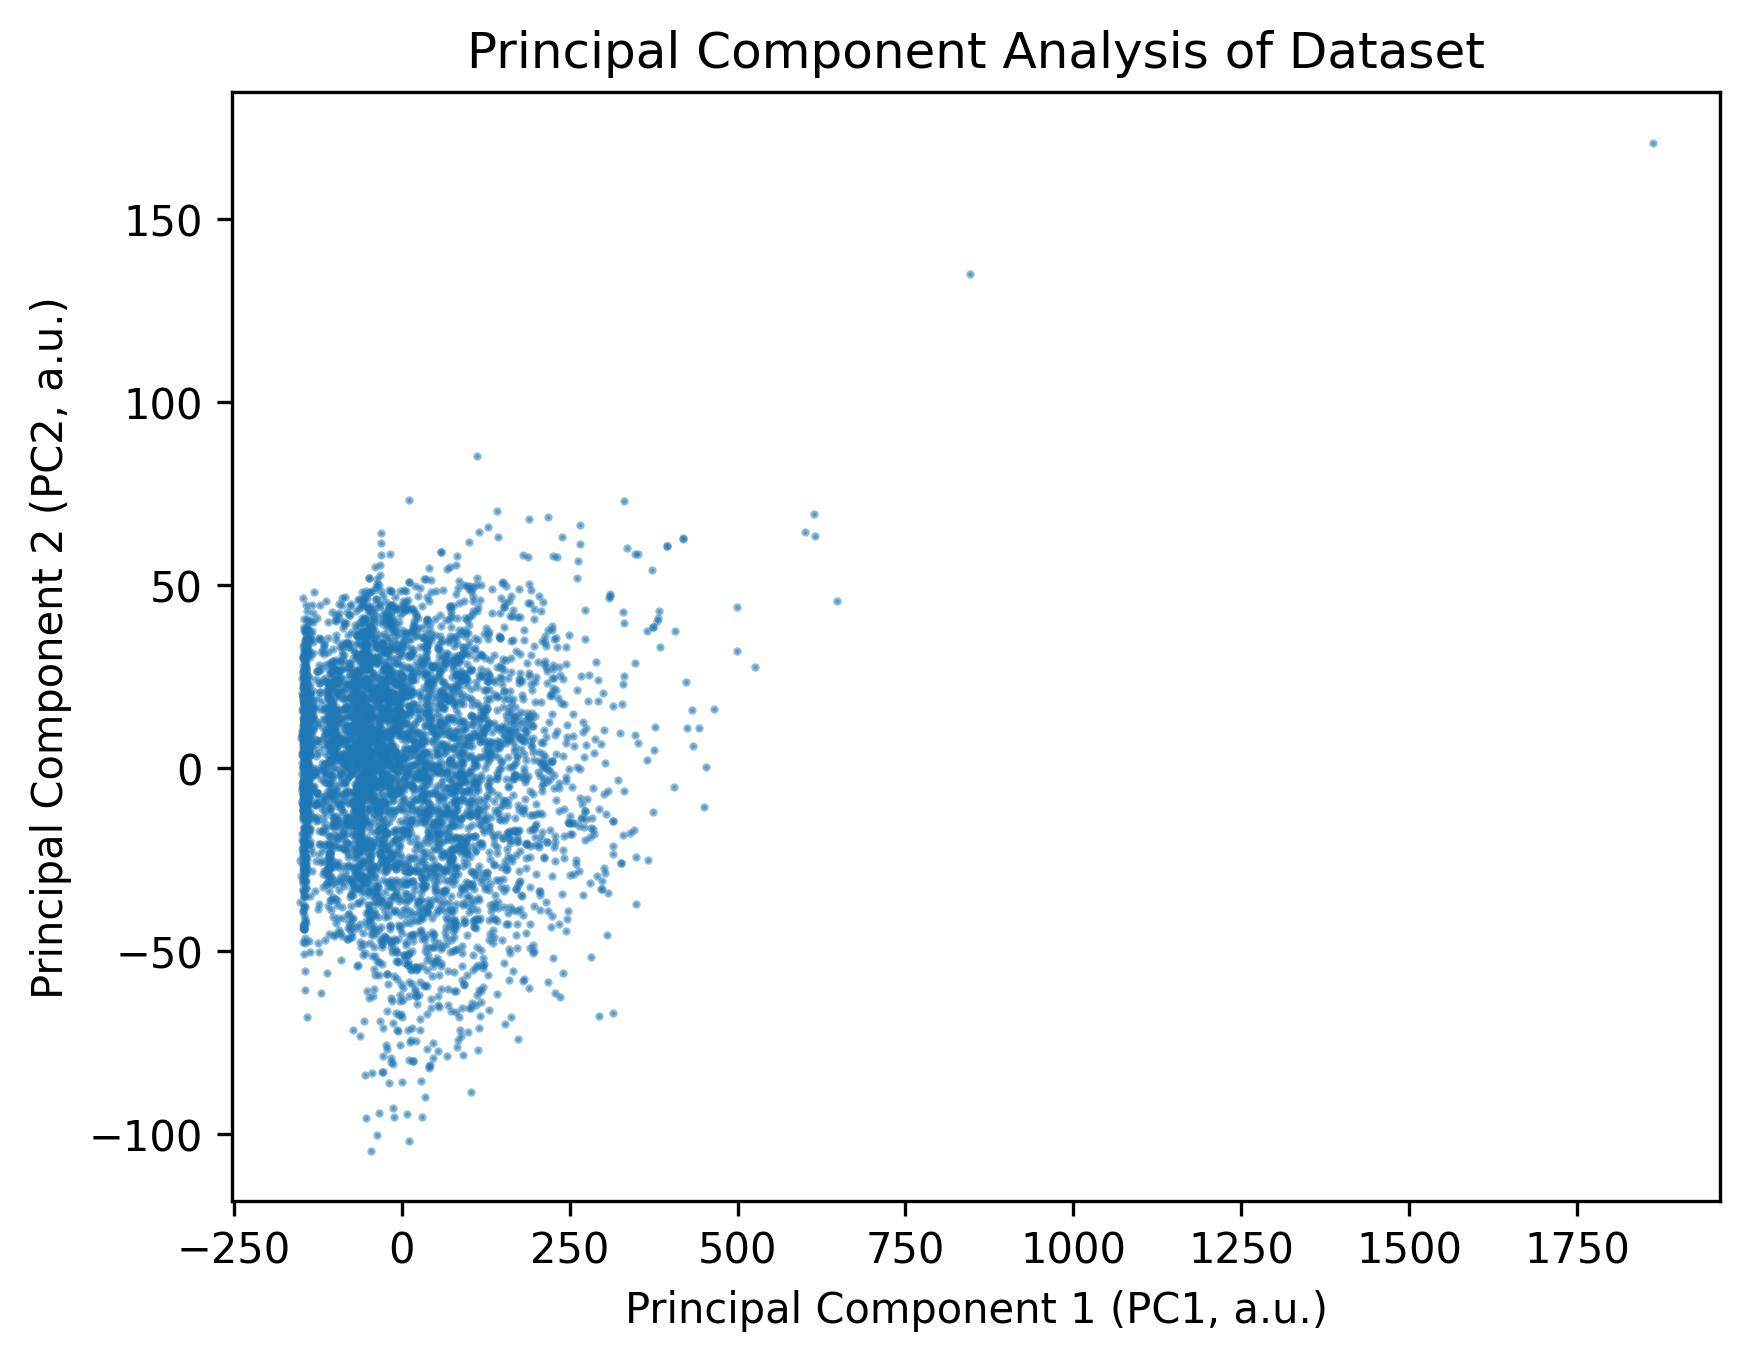 Principal Component Analysis of Dataset
Principal Component 2 (PC2, a.u.)
150
100
50
0
−50
−100
−250 0 250 500 750 1000 1250 1500 1750
Principal Component 1 (PC1, a.u.)